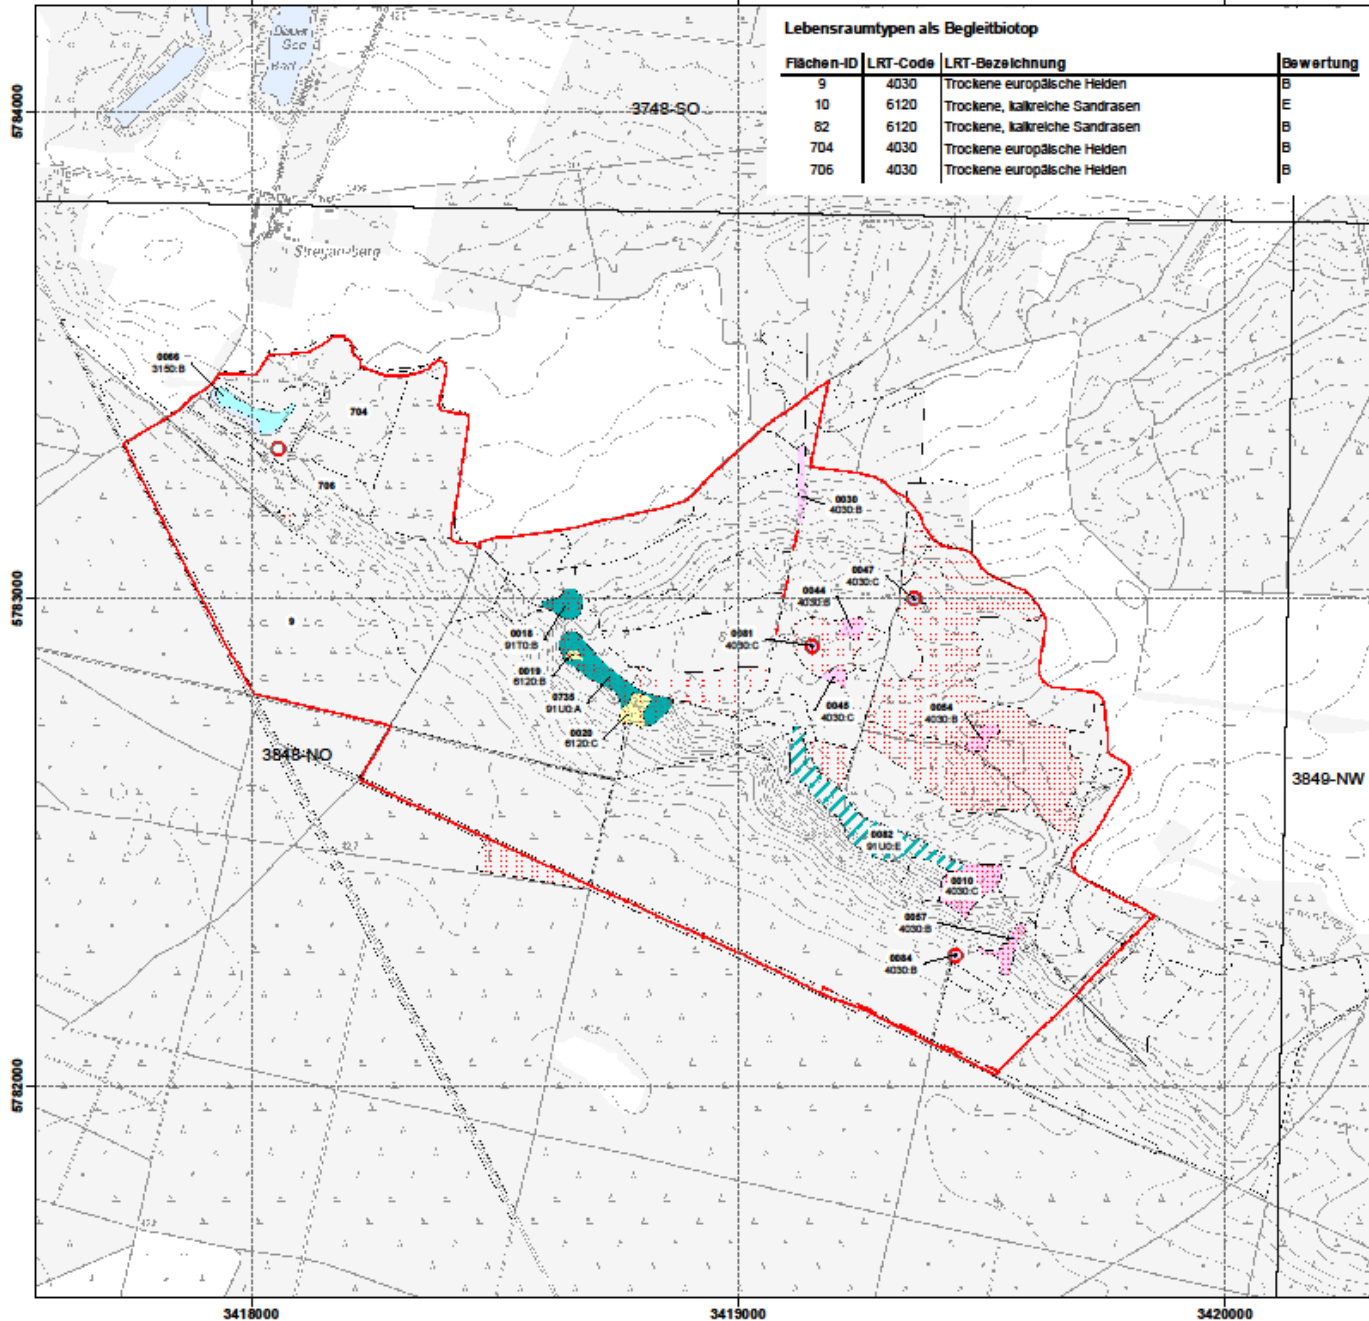 Lebensraumtypen als Begleitbiotop
Flächen-ID LRT-Code LRT-Bezeichnung Bewertung
9 4030 Trockene europäische Heiden B
10 6120 Trockene, kalkreiche Sandrasen E
82 6120 Trockene, kalkreiche Sandrasen B
704 4030 Trockene europäische Heiden B
706 4030 Trockene europäische Heiden B
See
3748-SO
5784000
0066
3150:B
704
706
0030
4030:B
0047
4030:C
0044
4030:B
5783000
9
0018
91T0:B
0081
4030:C
0019
6120:B
0735
91U0:A
0045
4030:C
0054
4030:B
0020
6120:C
3848-NO
3849-NW
0082
91U0:E
0010
4030:C
0057
4030:B
0084
4030:B
5782000
3418000
3419000
3420000